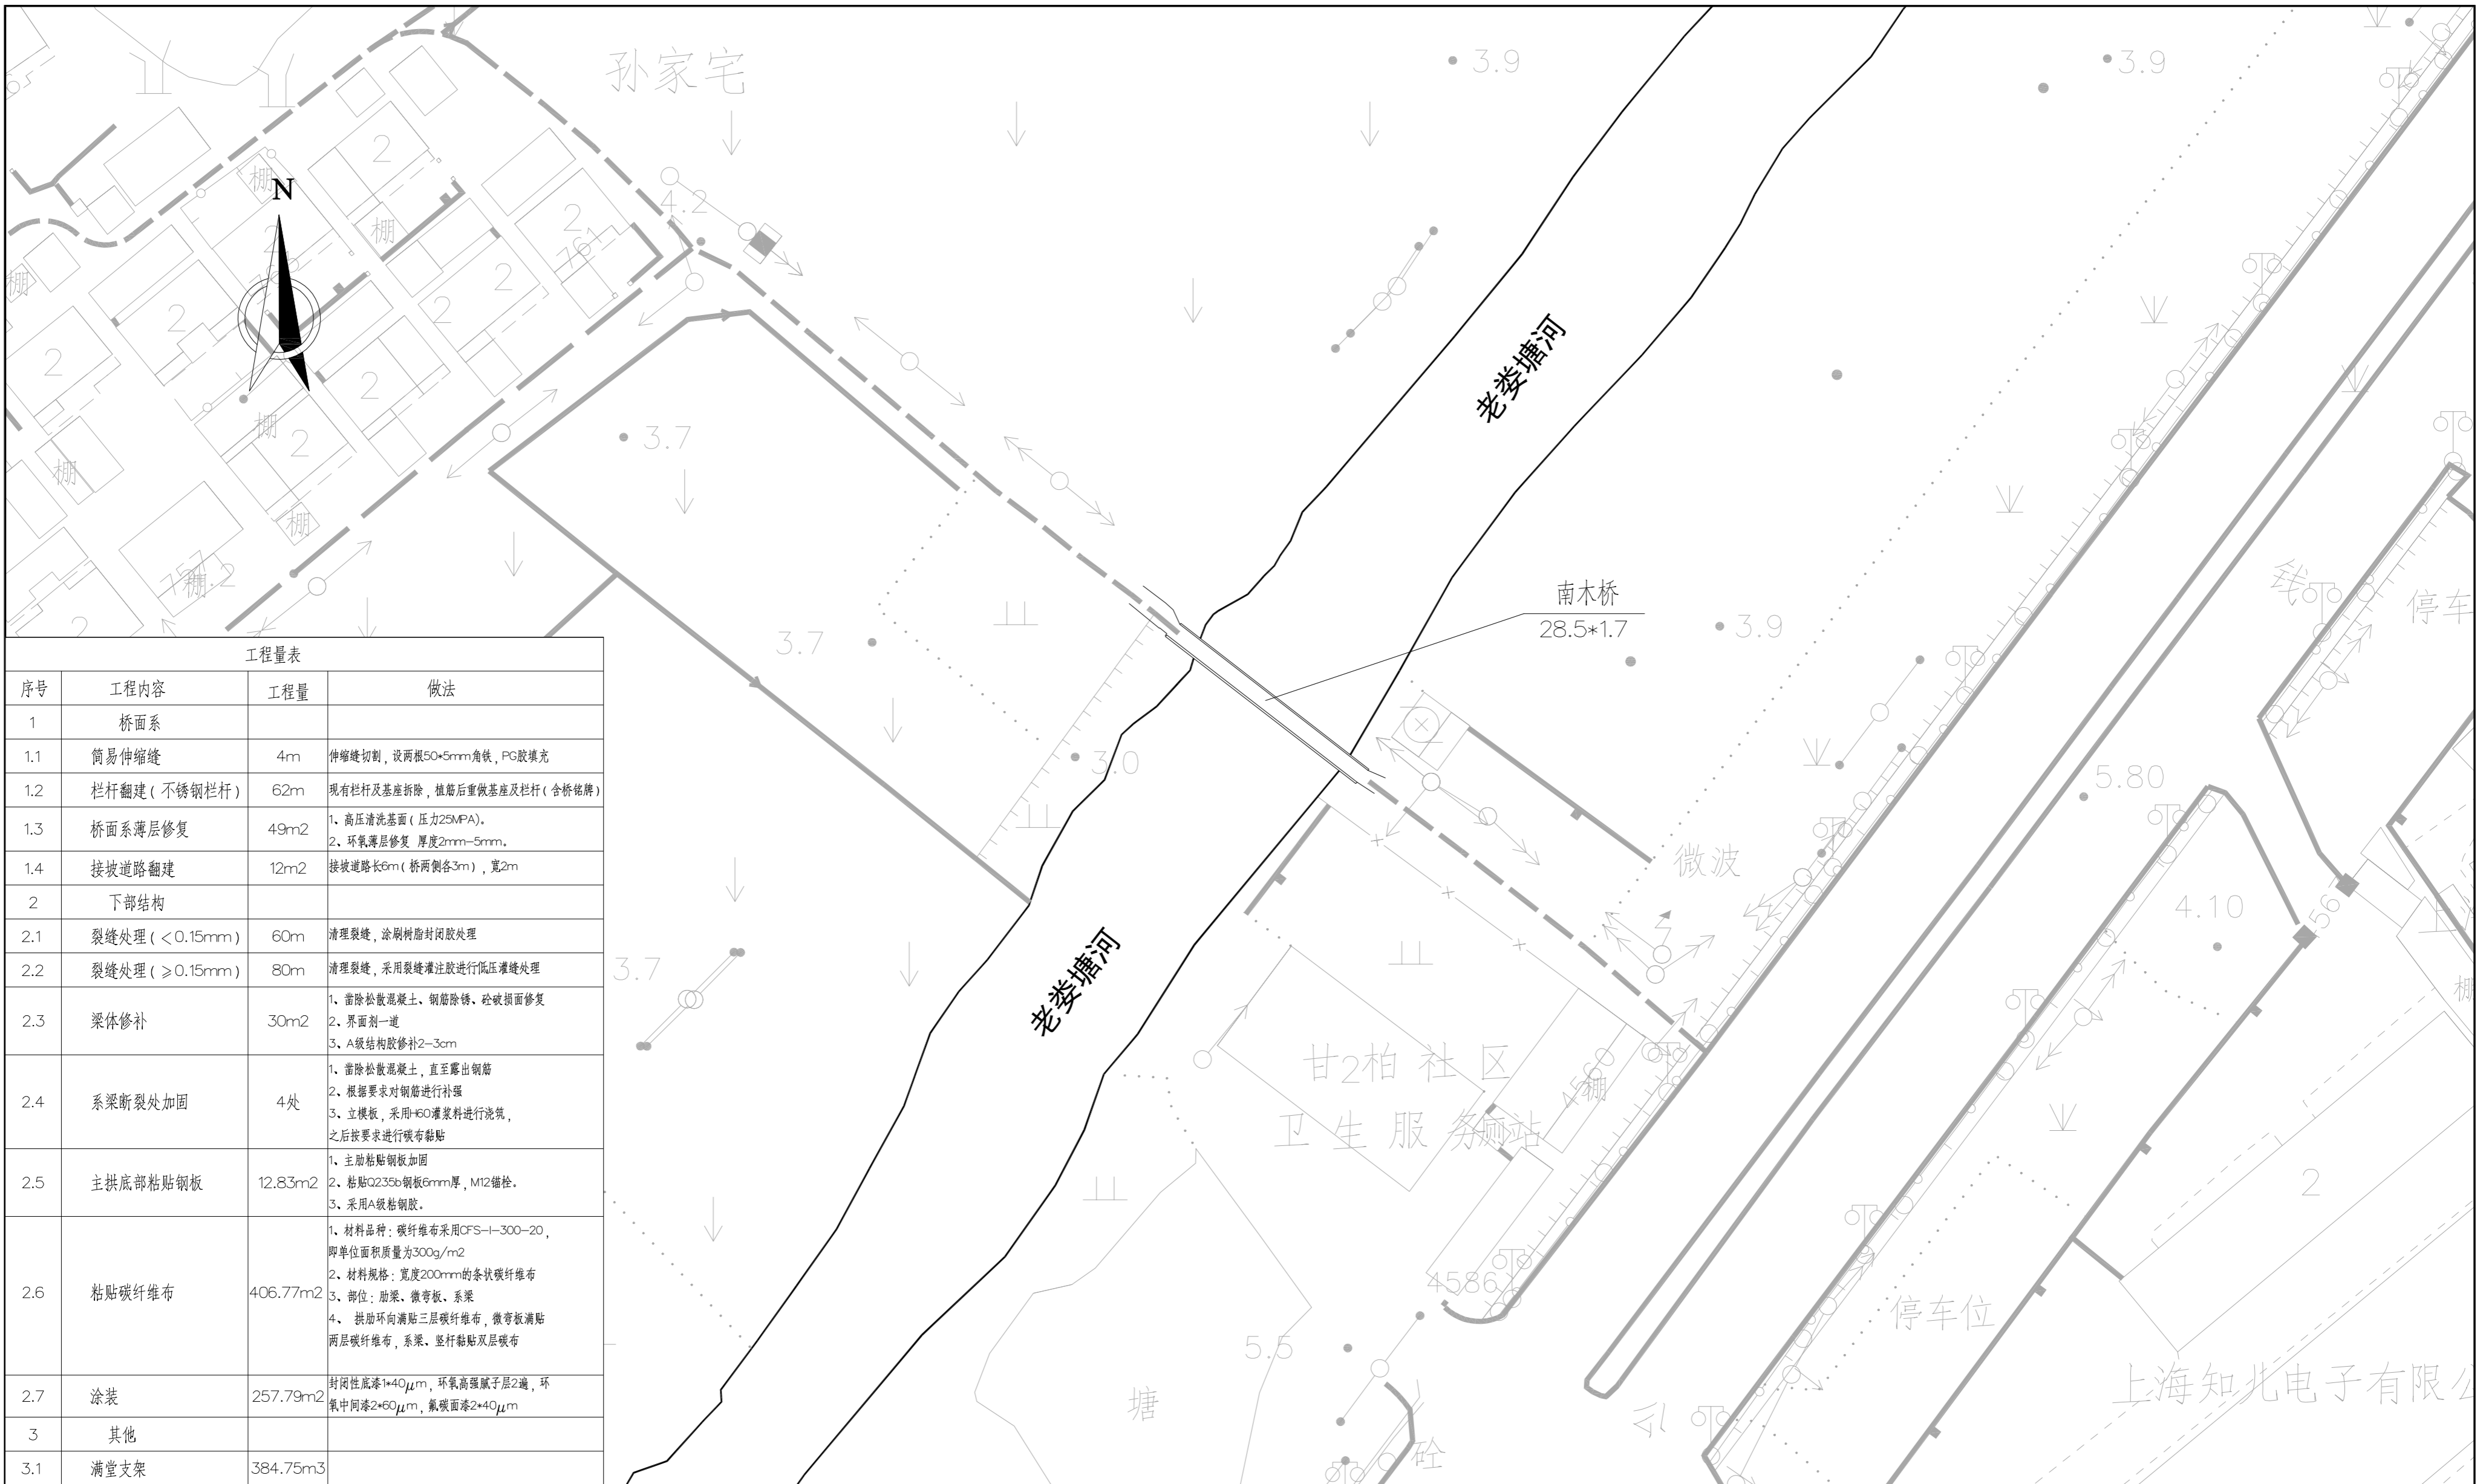 孙家宅
3.9
3.9
2
棚
N
4.2
2
2
棚
161
棚
2
2
2
2
2
老娄塘河
3.7
棚
2
棚
棚
棚
2
南木桥
28.5*1.7
3.9
停车
3.7
3.0
5.80
微波
4.10
3.7
老娄塘河
甘2柏社区
卫生服务站
厕
棚
棚
2
4586
停车位
5.5
塘
砼
上海知北电子有限公
工程量表
序号 工程内容 工程量 做法
1 桥面系
1.1 简易伸缩缝 4m 伸缩缝切割，设两根50*5mm角铁，PG胶填充
1.2 栏杆翻建（不锈钢栏杆） 62m 现有栏杆及基座拆除，植筋后重做基座及栏杆（含桥铭牌）
1.3 桥面系薄层修复 49m2 1、高压清洗基面（压力25MPA）。
2、环氧薄层修复 厚度2mm-5mm。
1.4 接坡道路翻建 12m2 接坡道路长6m（桥两侧各3m），宽2m
2 下部结构
2.1 裂缝处理（＜0.15mm） 60m 清理裂缝，涂刷树脂封闭胶处理
2.2 裂缝处理（≥0.15mm） 80m 清理裂缝，采用裂缝灌注胶进行低压灌缝处理
2.3 梁体修补 30m2 1、凿除松散混凝土、钢筋除锈、砼破损面修复
2、界面剂一道
3、A级结构胶修补2-3cm
2.4 系梁断裂处加固 4处 1、凿除松散混凝土，直至露出钢筋
2、根据要求对钢筋进行补强
3、立模板，采用H60灌浆料进行浇筑，
之后按要求进行碳布黏贴
2.5 主拱底部粘贴钢板 12.83m2 1、主肋粘贴钢板加固
2、粘贴Q235b钢板6mm厚，M12锚栓。
3、采用A级粘钢胶。
2.6 粘贴碳纤维布 406.77m2 1、材料品种：碳纤维布采用CFS-I-300-20，
即单位面积质量为300g/m2
2、材料规格：宽度200mm的条状碳纤维布
3、部位：肋梁、微弯板、系梁
4、 拱肋环向满贴三层碳纤维布，微弯板满贴
两层碳纤维布，系梁、竖杆黏贴双层碳布
2.7 涂装 257.79m2 封闭性底漆1*40μm，环氧高强腻子层2遍，环
氧中间漆2*60μm，氟碳面漆2*40μm
3 其他
3.1 满堂支架 384.75m3